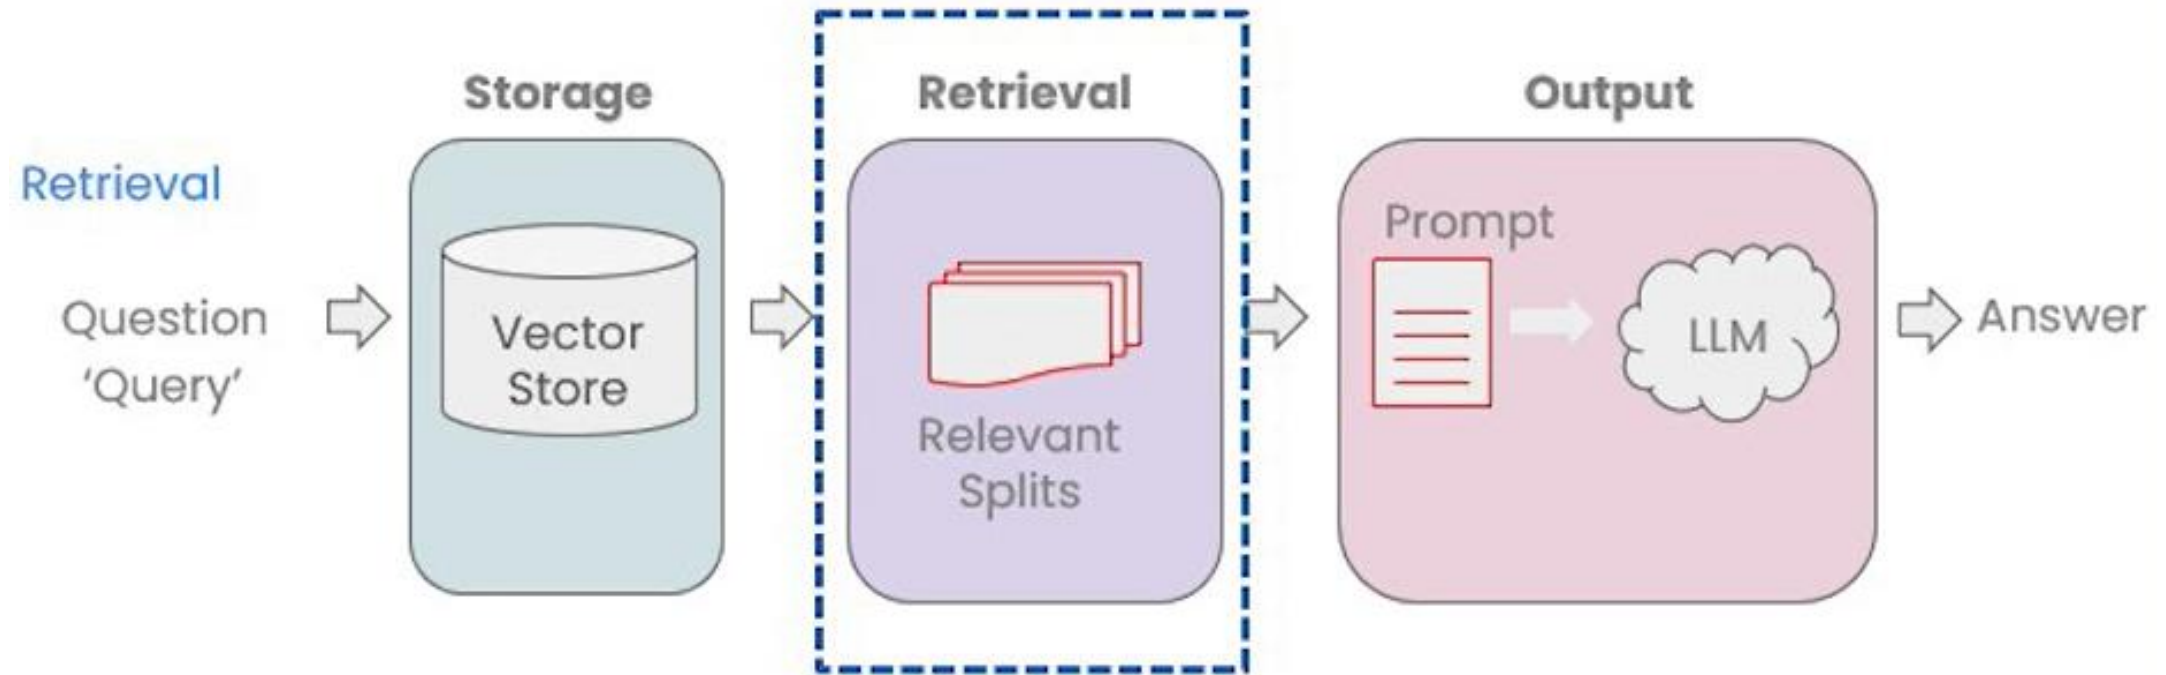 Retrieval
Question
‘Query’
Storage
Vector
Store
Retrieval
Relevant
Splits
Output
Prompt
LLM
Answer